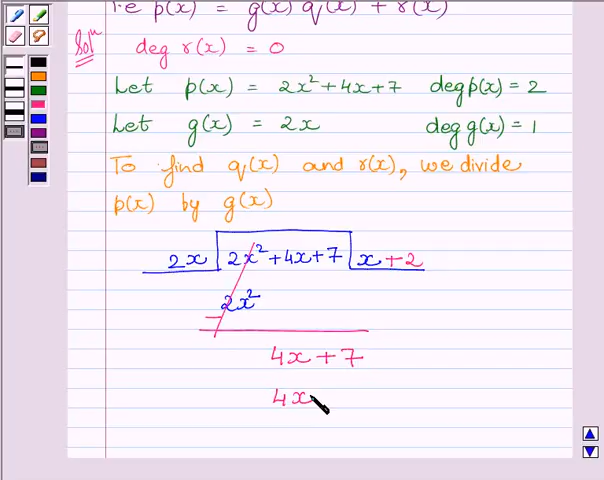 i.e p(x) = g(x) q(x) + r(x)
Solⁿ deg r(x) = 0
Let p(x) = 2x² + 4x + 7 deg p(x) = 2
Let g(x) = 2x deg g(x) = 1
To find q(x) and r(x), we divide
p(x) by g(x)
2x 2x² + 4x + 7 x + 2
2x²
−
4x + 7
4x